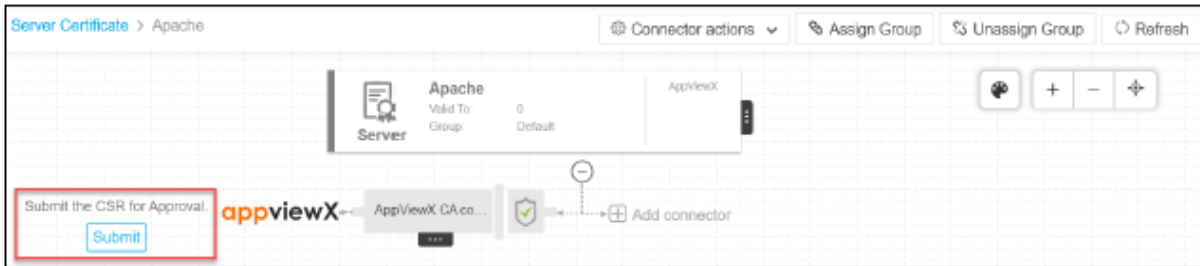 Server Certificate > Apache
Connector actions
Assign Group
Unassign Group
Refresh
Apache
AppViewX
Valid To: 0
Group: Default
Server
Submit the CSR for Approval.
Submit
appviewX
AppViewX CA co...
Add connector